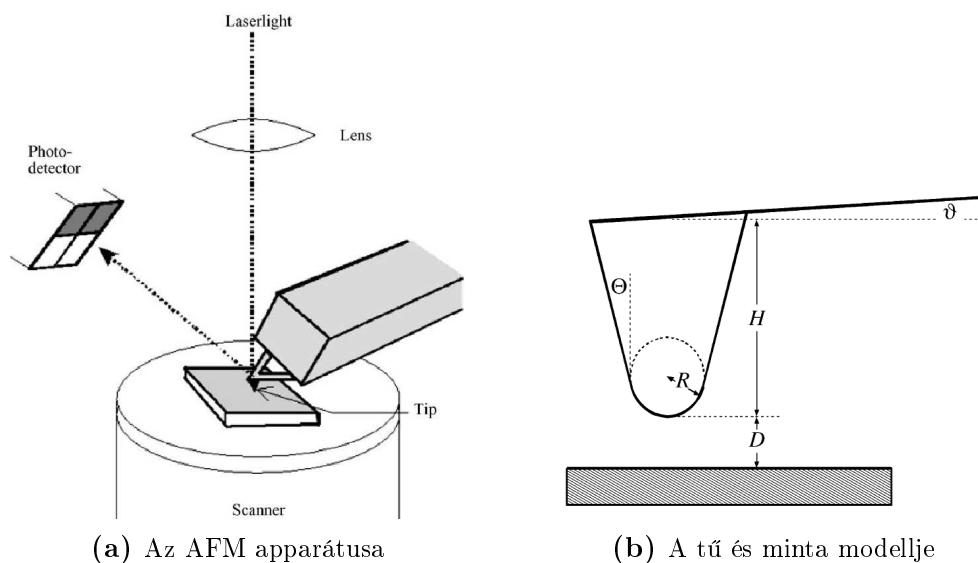 Laserlight
Lens
Photo-
detector
Tip
Scanner
(a) Az AFM apparátusa
ϑ
Θ
H
R
D
(b) A tű és minta modellje